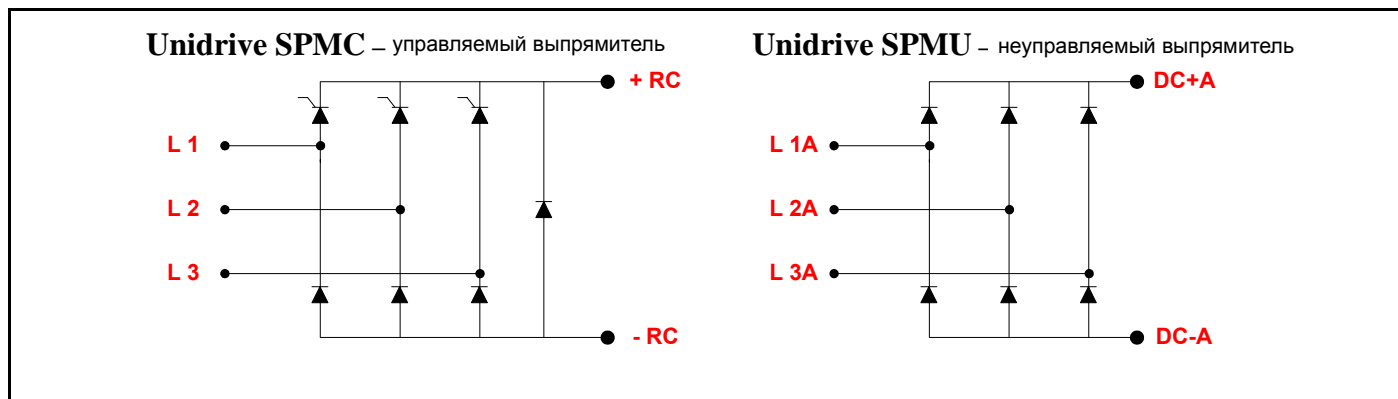 Unidrive SPMC – управляемый выпрямитель
+ RC
L 1
L 2
L 3
- RC
Unidrive SPMU – неуправляемый выпрямитель
DC+A
L 1A
L 2A
L 3A
DC-A